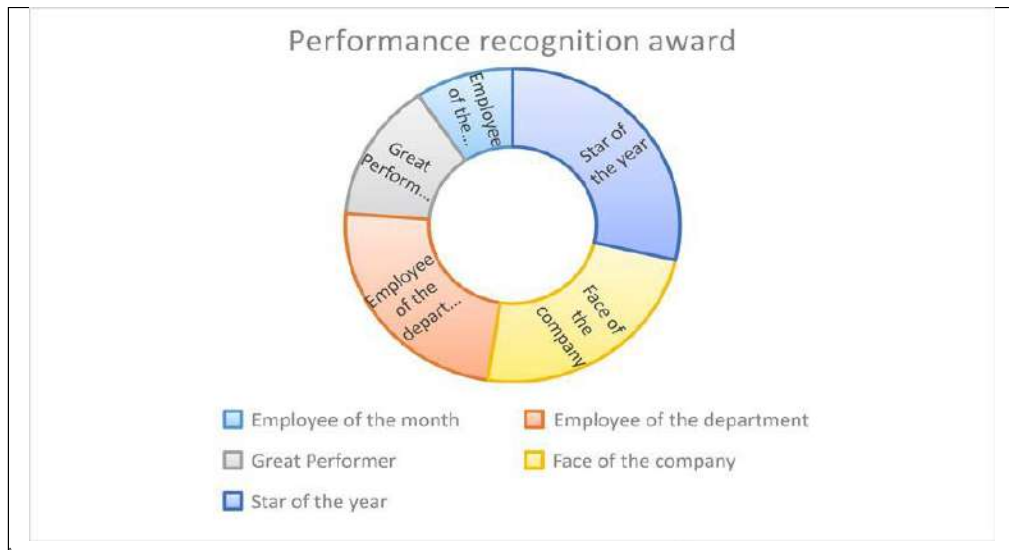 Performance recognition award
Employee
of the...
Star of
the year
Great
Perform...
Employee
of the
depart...
Face of
the
company
Employee of the month
Employee of the department
Great Performer
Face of the company
Star of the year